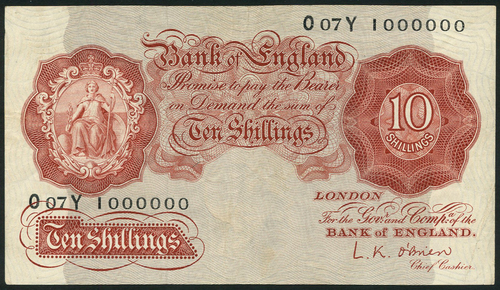 O 07Y 1000000
Bank of England
Promise to pay the Bearer
on Demand the sum of
Ten Shillings
10
SHILLINGS
O 07Y 1000000
LONDON
For the Govr. and Compa. of the
BANK OF ENGLAND.
Ten Shillings
L.K. O'Brien
Chief Cashier.